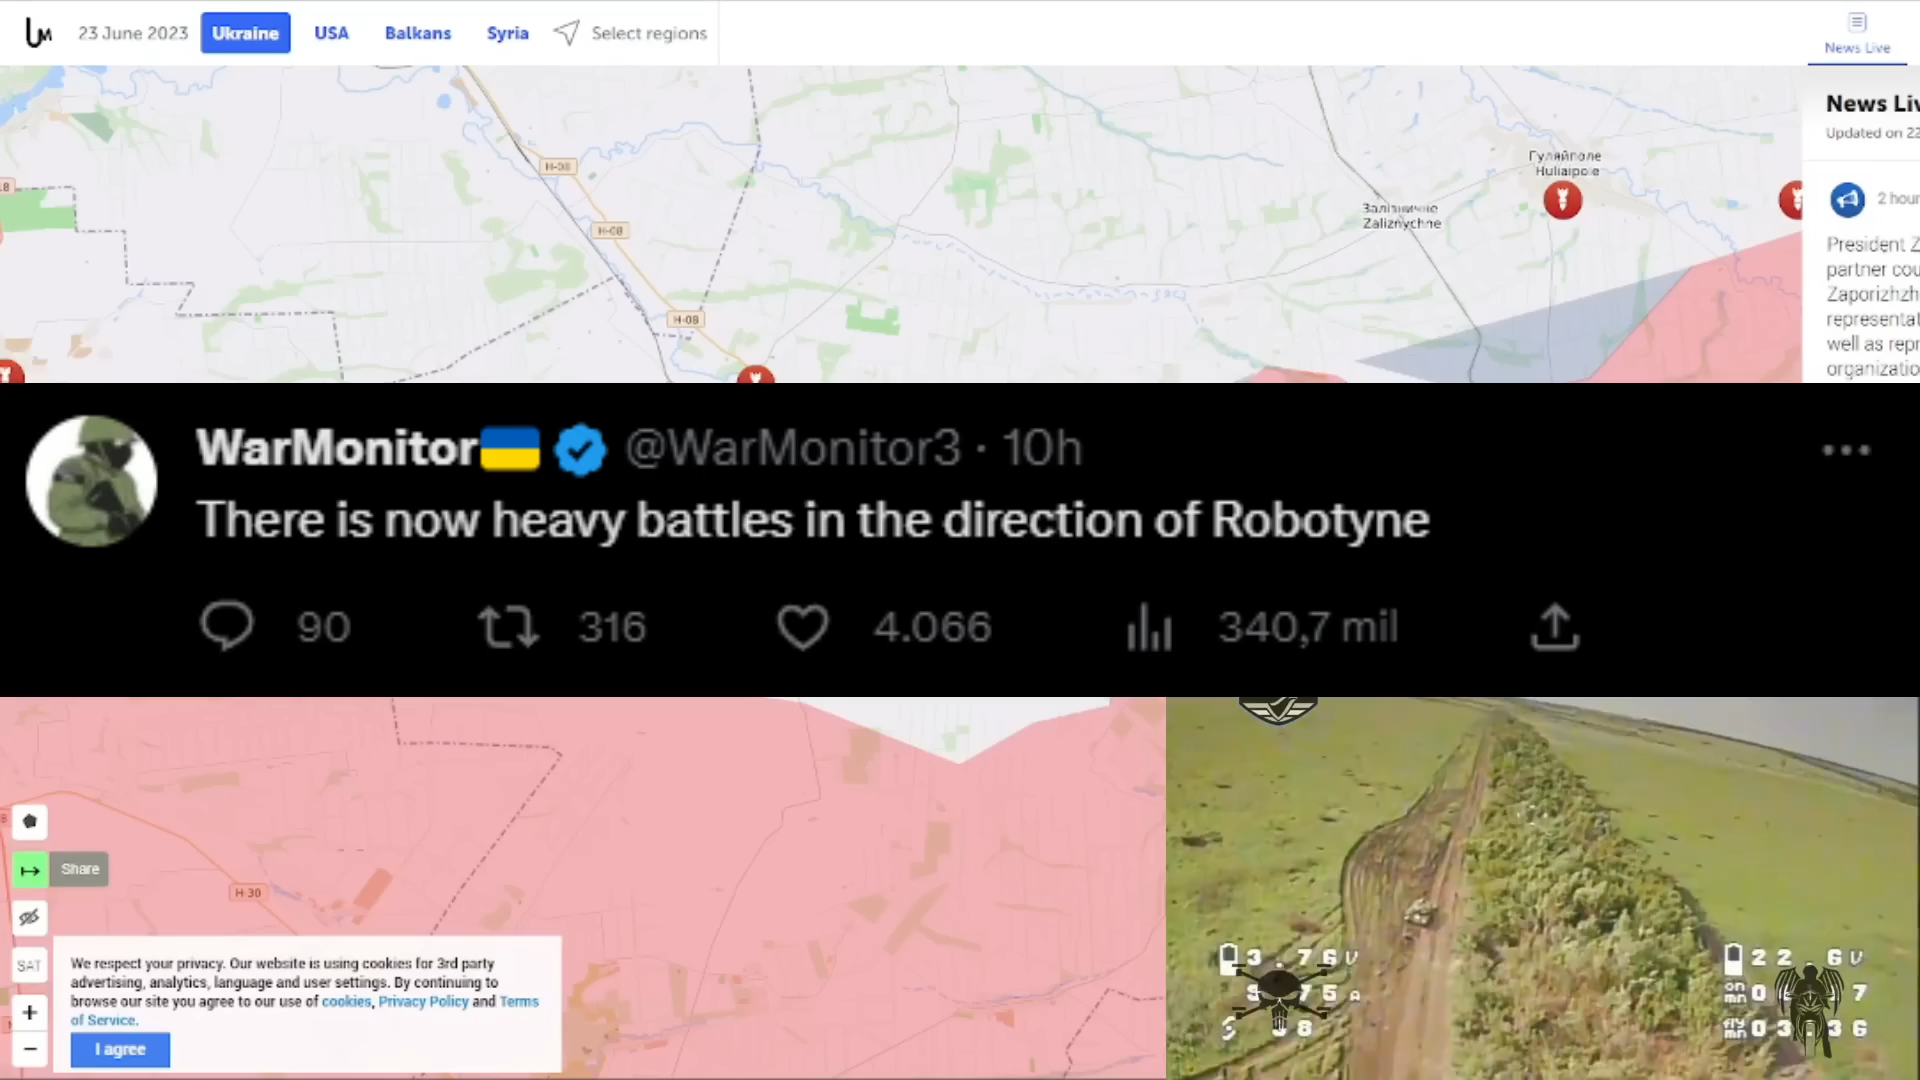 23 June 2023 Ukraine USA Balkans Syria Select regions
News Live
H-08
H-08
H-08
Гуляйполе
Huliaipole
Залізничне
Zaliznychne
Updated on 22
2 hour
President Z
partner cou
Zaporizhzh
representat
well as repr
organizatio
WarMonitor @WarMonitor3 · 10h
There is now heavy battles in the direction of Robotyne
90 316 4.066 340,7 mil
Share
H-30
SAT
+
−
We respect your privacy. Our website is using cookies for 3rd party
advertising, analytics, language and user settings. By continuing to
browse our site you agree to our use of cookies, Privacy Policy and Terms
of Service.
I agree